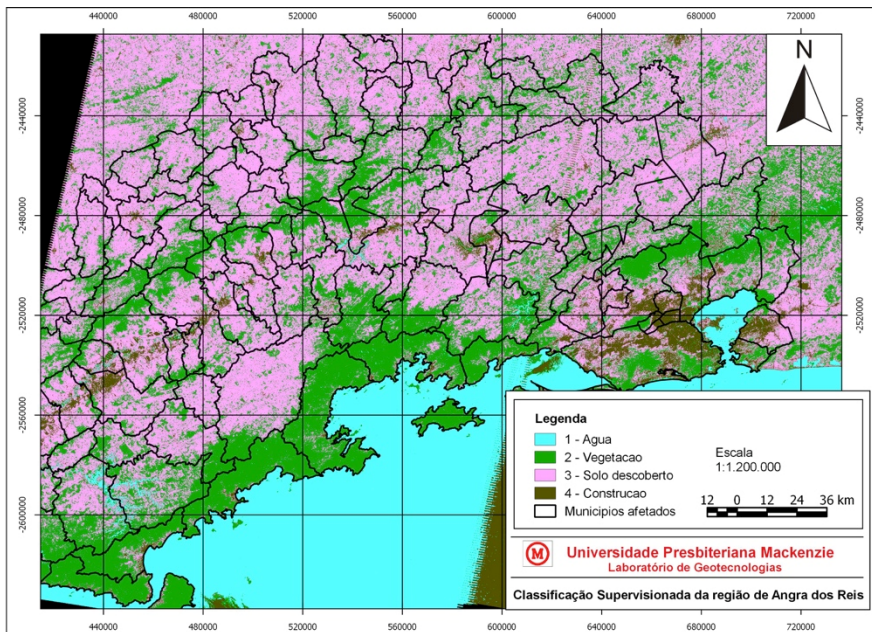 440000 480000 520000 560000 600000 640000 680000 720000
N
-2440000 -2440000
-2480000 -2480000
-2520000 -2520000
-2560000
-2600000
Legenda
1 - Agua
2 - Vegetacao
3 - Solo descoberto
4 - Construcao
Municipios afetados
Escala
1:1.200.000
12 0 12 24 36 km
M
Universidade Presbiteriana Mackenzie
Laboratório de Geotecnologias
Classificação Supervisionada da região de Angra dos Reis
440000 480000 520000 560000 600000 640000 680000 720000